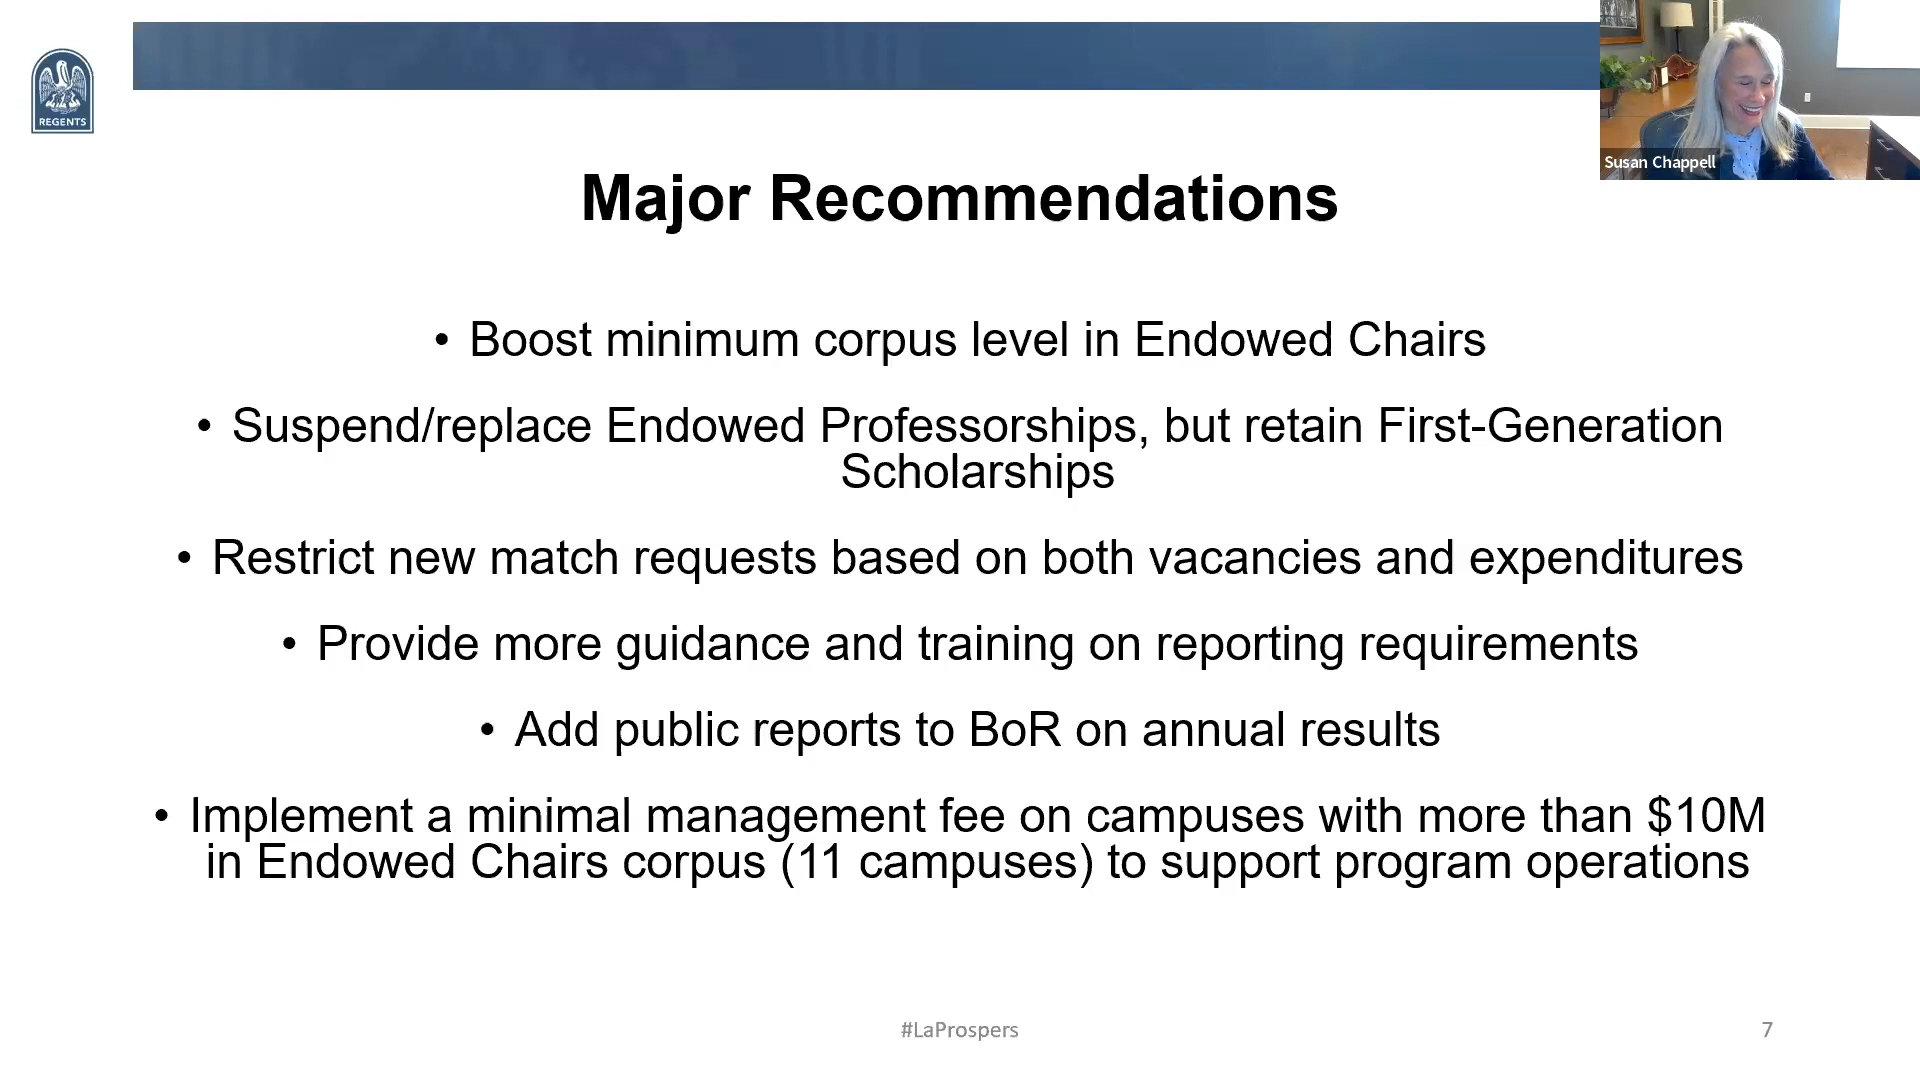 REGENTS
Susan Chappell
Major Recommendations
• Boost minimum corpus level in Endowed Chairs
• Suspend/replace Endowed Professorships, but retain First-Generation
Scholarships
• Restrict new match requests based on both vacancies and expenditures
• Provide more guidance and training on reporting requirements
• Add public reports to BoR on annual results
• Implement a minimal management fee on campuses with more than $10M
in Endowed Chairs corpus (11 campuses) to support program operations
#LaProspers
7